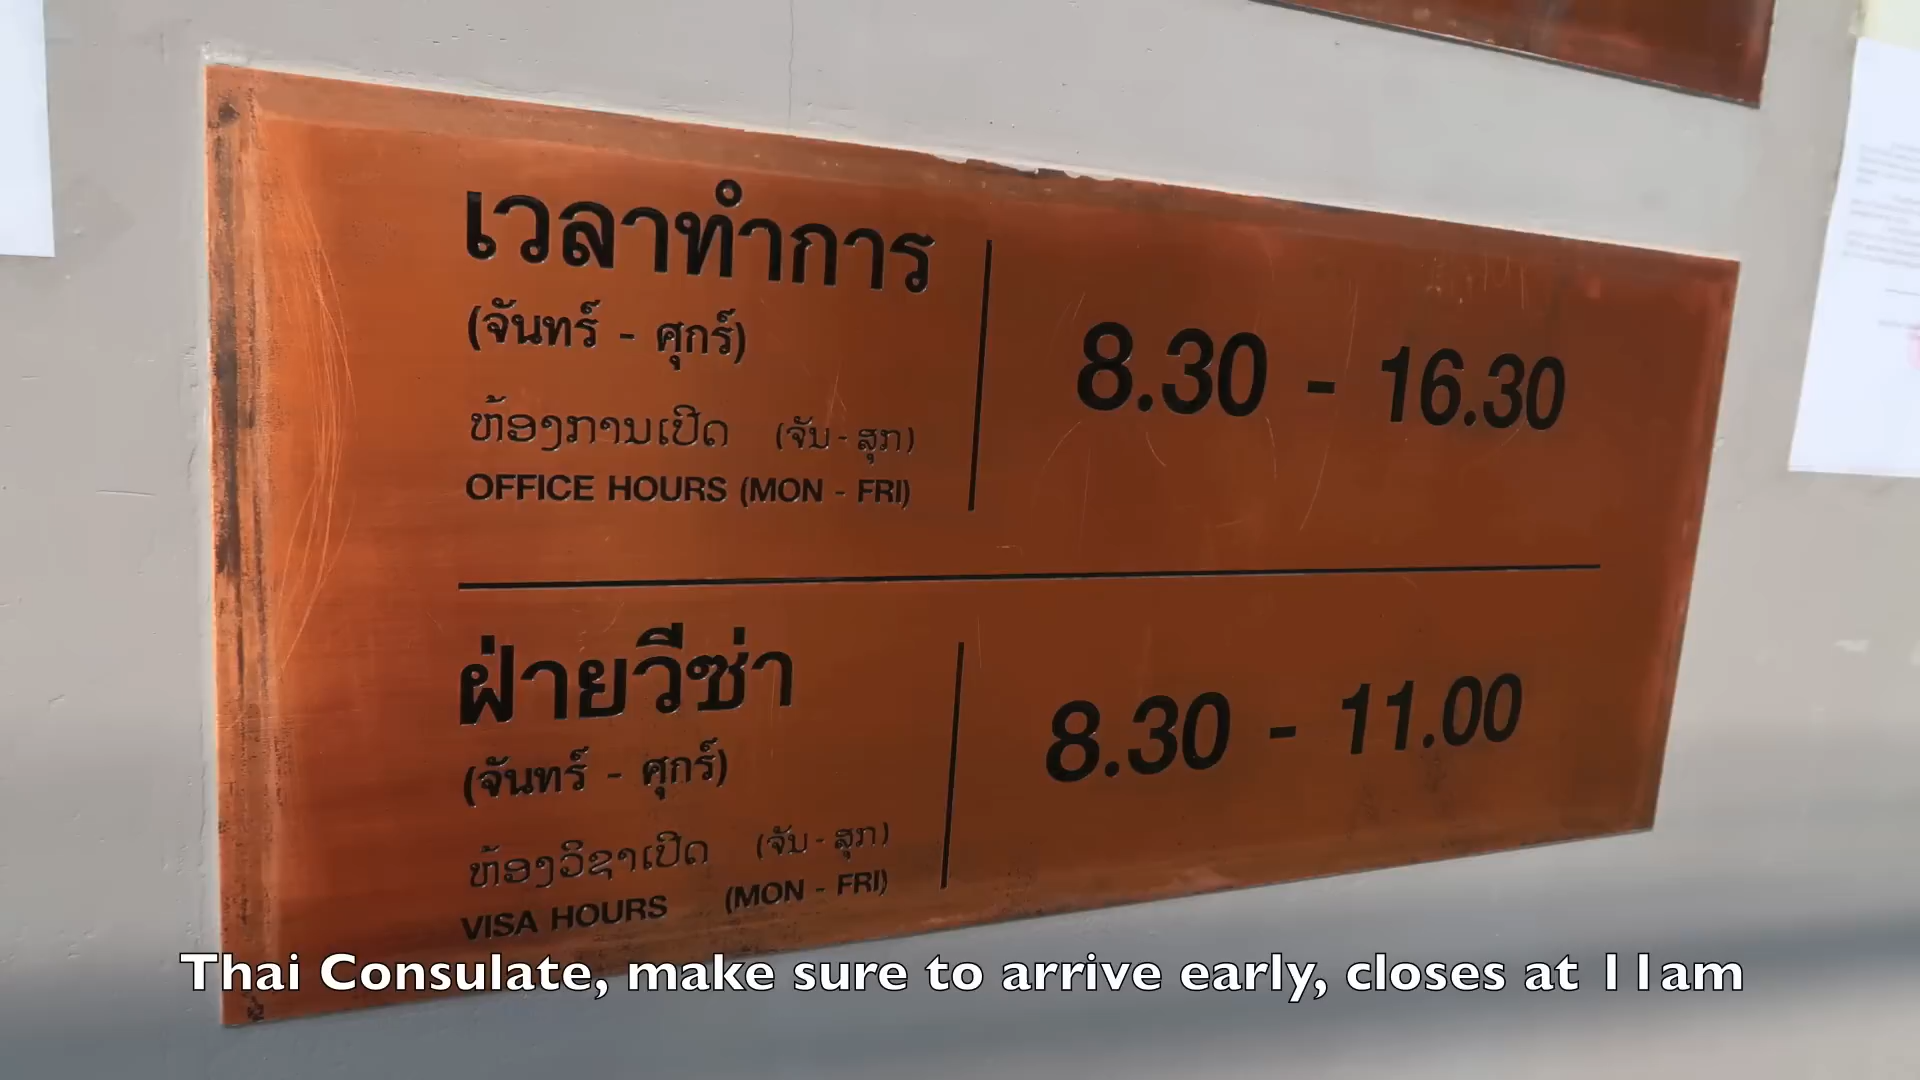 เวลาทำการ
(จันทร์ - ศุกร์)
8.30 - 16.30
ຫ້ອງການເປີດ (ຈັນ - ສຸກ)
OFFICE HOURS (MON - FRI)
ฝ่ายวีซ่า
(จันทร์ - ศุกร์)
8.30 - 11.00
ຫ້ອງວິຊາເປີດ (ຈັນ - ສຸກ)
VISA HOURS (MON - FRI)
Thai Consulate, make sure to arrive early, closes at 11am